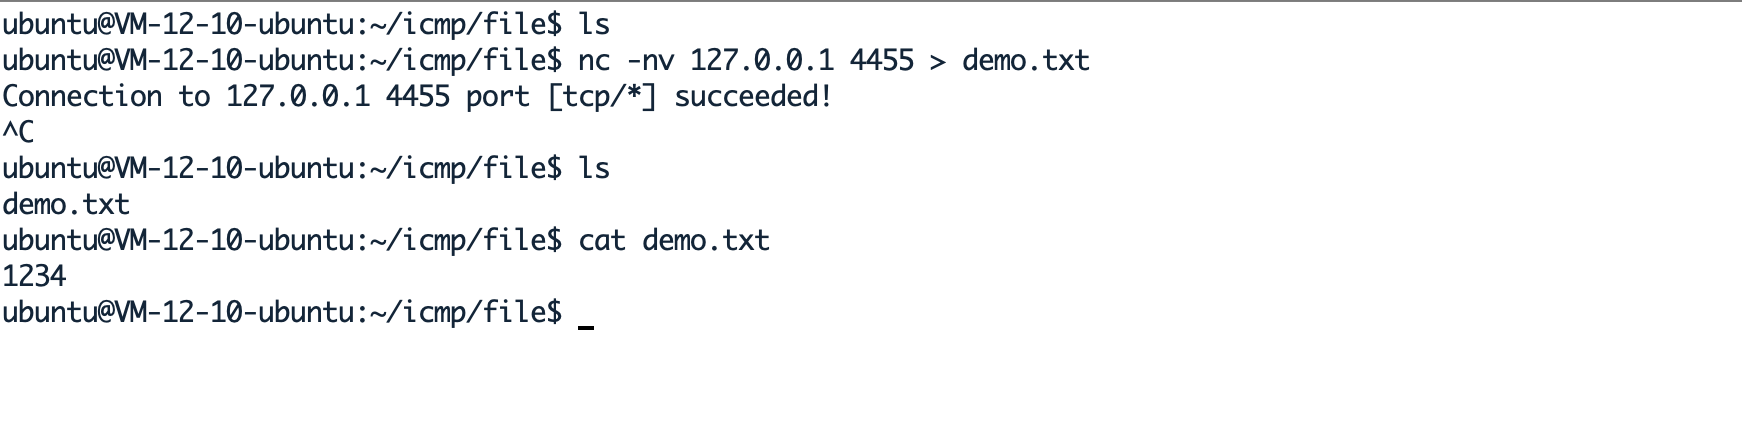 ubuntu@VM-12-10-ubuntu:~/icmp/file$ ls
ubuntu@VM-12-10-ubuntu:~/icmp/file$ nc -nv 127.0.0.1 4455 > demo.txt
Connection to 127.0.0.1 4455 port [tcp/*] succeeded!
^C
ubuntu@VM-12-10-ubuntu:~/icmp/file$ ls
demo.txt
ubuntu@VM-12-10-ubuntu:~/icmp/file$ cat demo.txt
1234
ubuntu@VM-12-10-ubuntu:~/icmp/file$ _